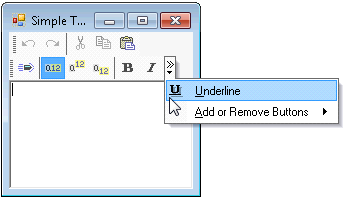 Simple T...
0.12 0.12 0.12 B I
U Underline
Add or Remove Buttons